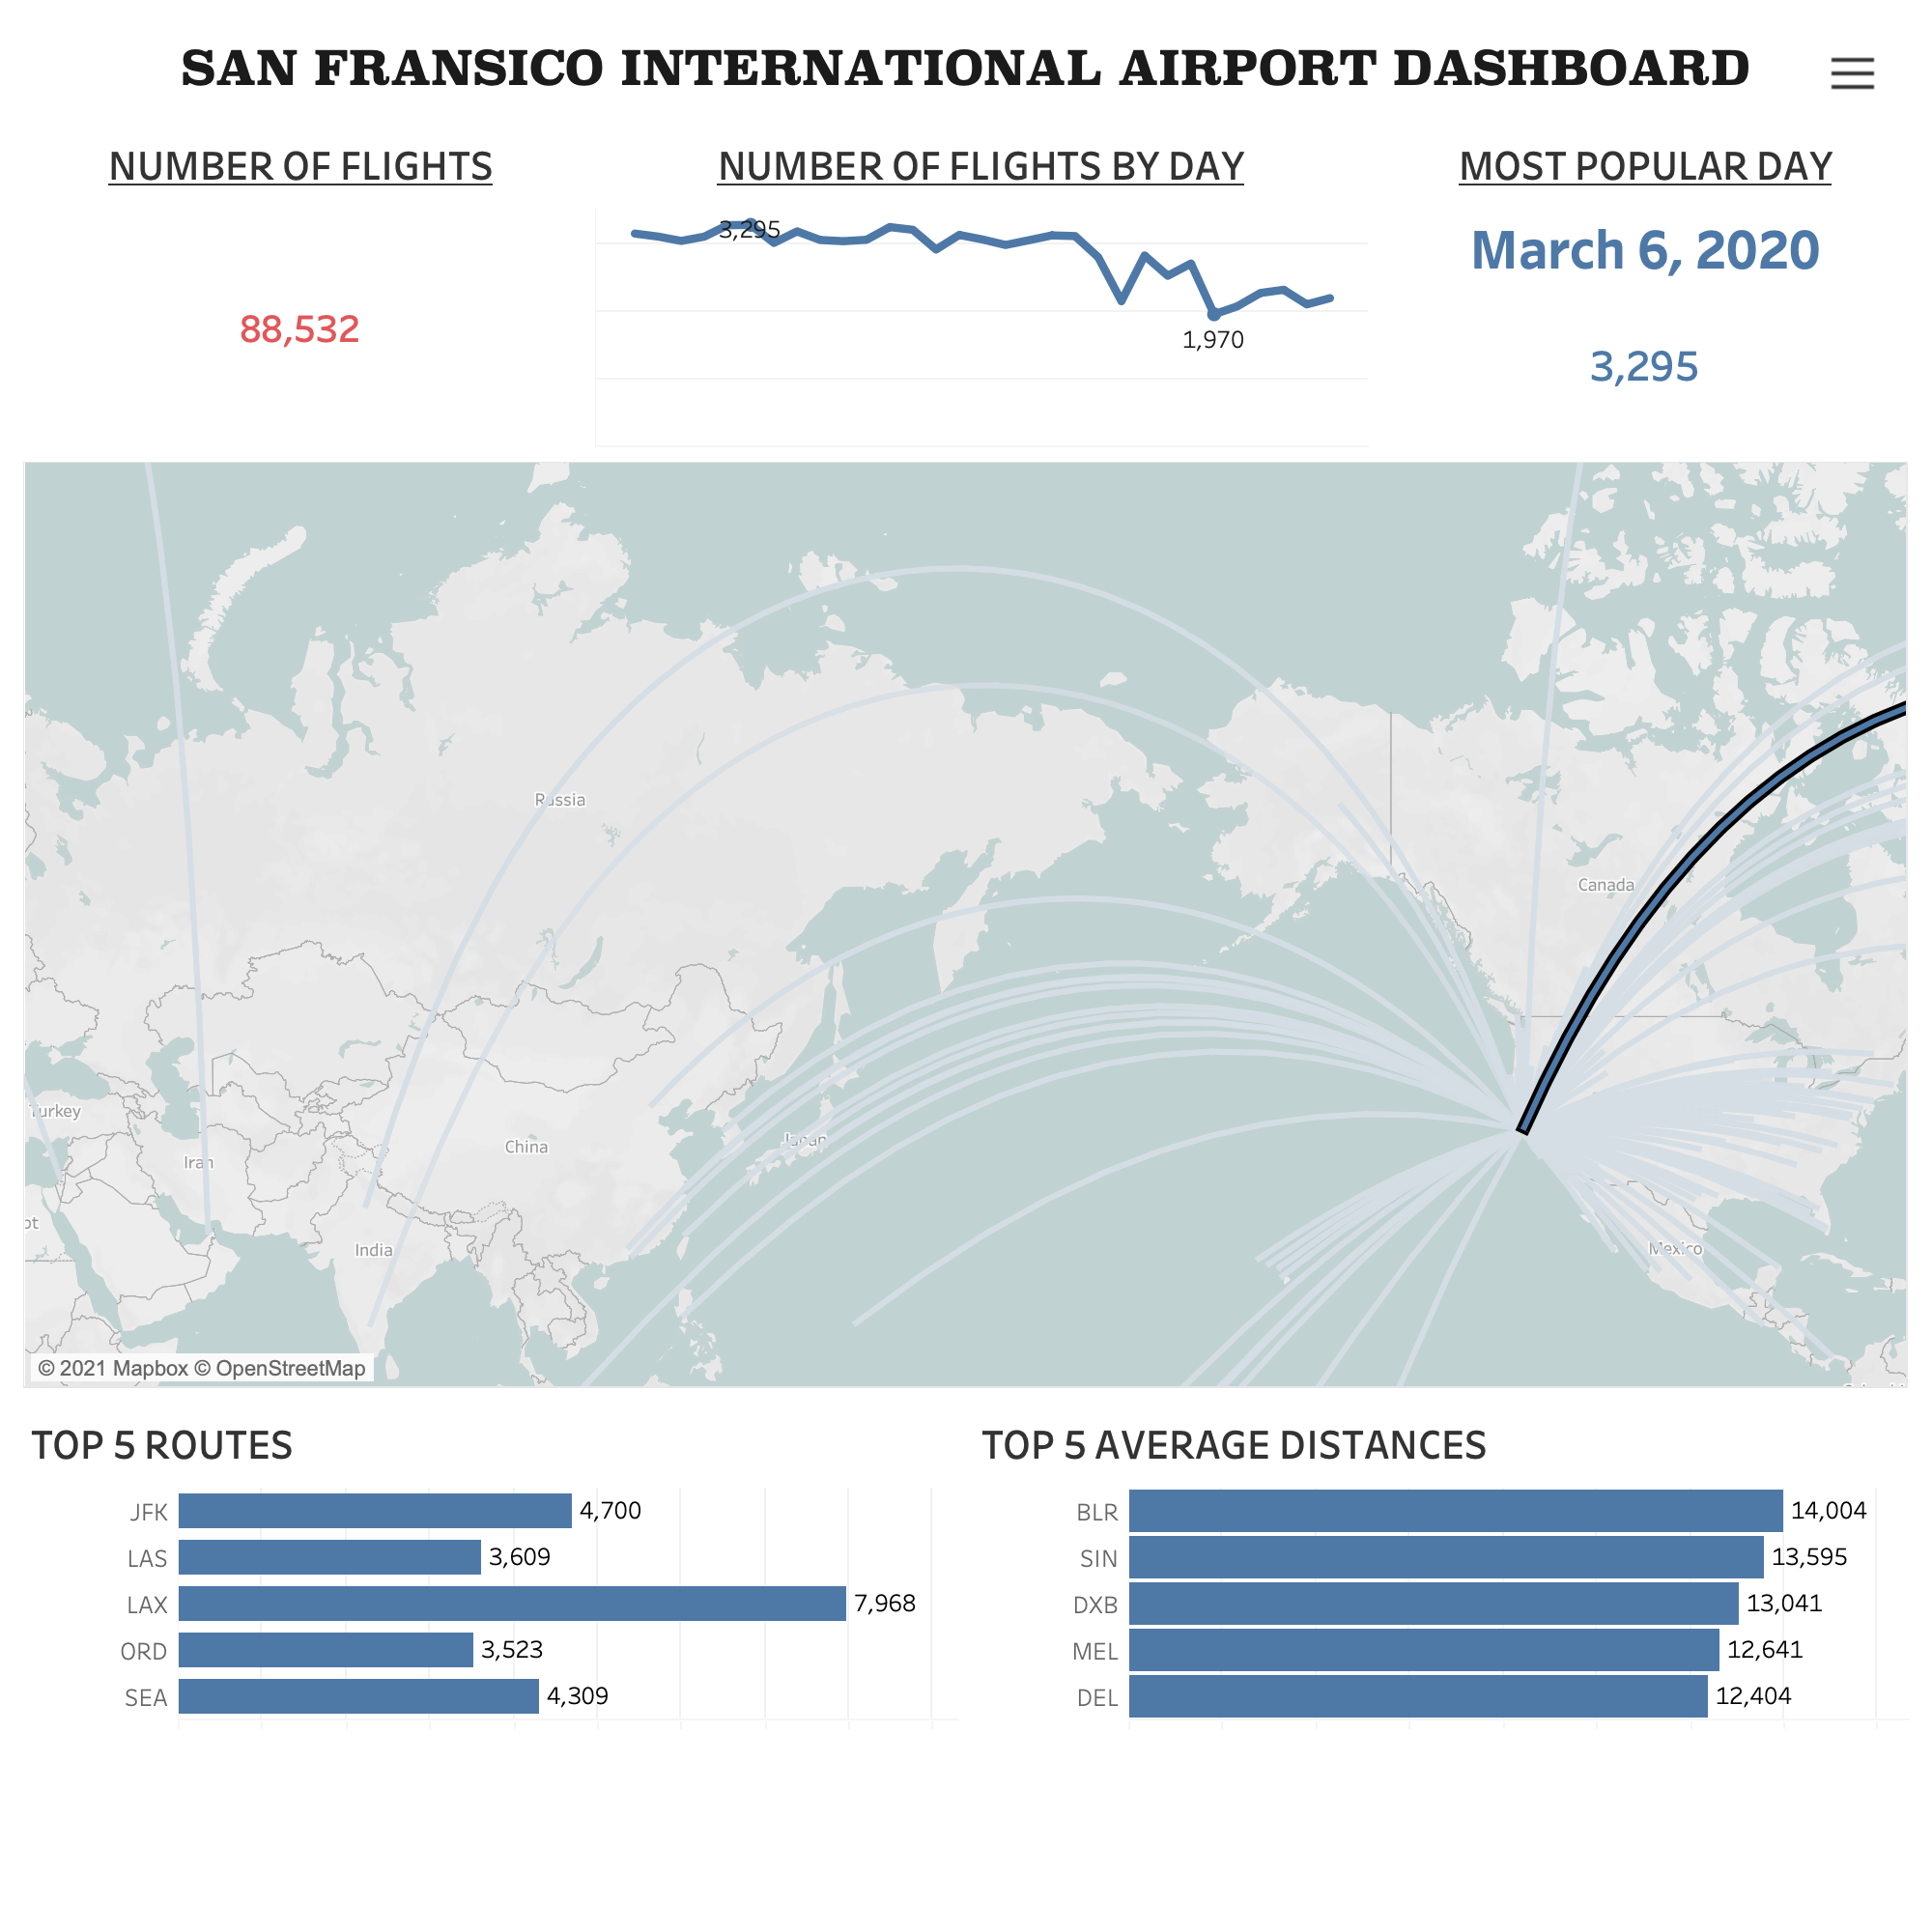 SAN FRANSICO INTERNATIONAL AIRPORT DASHBOARD
NUMBER OF FLIGHTS
88,532
NUMBER OF FLIGHTS BY DAY
3,295
1,970
MOST POPULAR DAY
March 6, 2020
3,295
Russia
Canada
Turkey
Iran
China
Japan
India
Mexico
© 2021 Mapbox © OpenStreetMap
TOP 5 ROUTES
JFK 4,700
LAS 3,609
LAX 7,968
ORD 3,523
SEA 4,309
TOP 5 AVERAGE DISTANCES
BLR 14,004
SIN 13,595
DXB 13,041
MEL 12,641
DEL 12,404